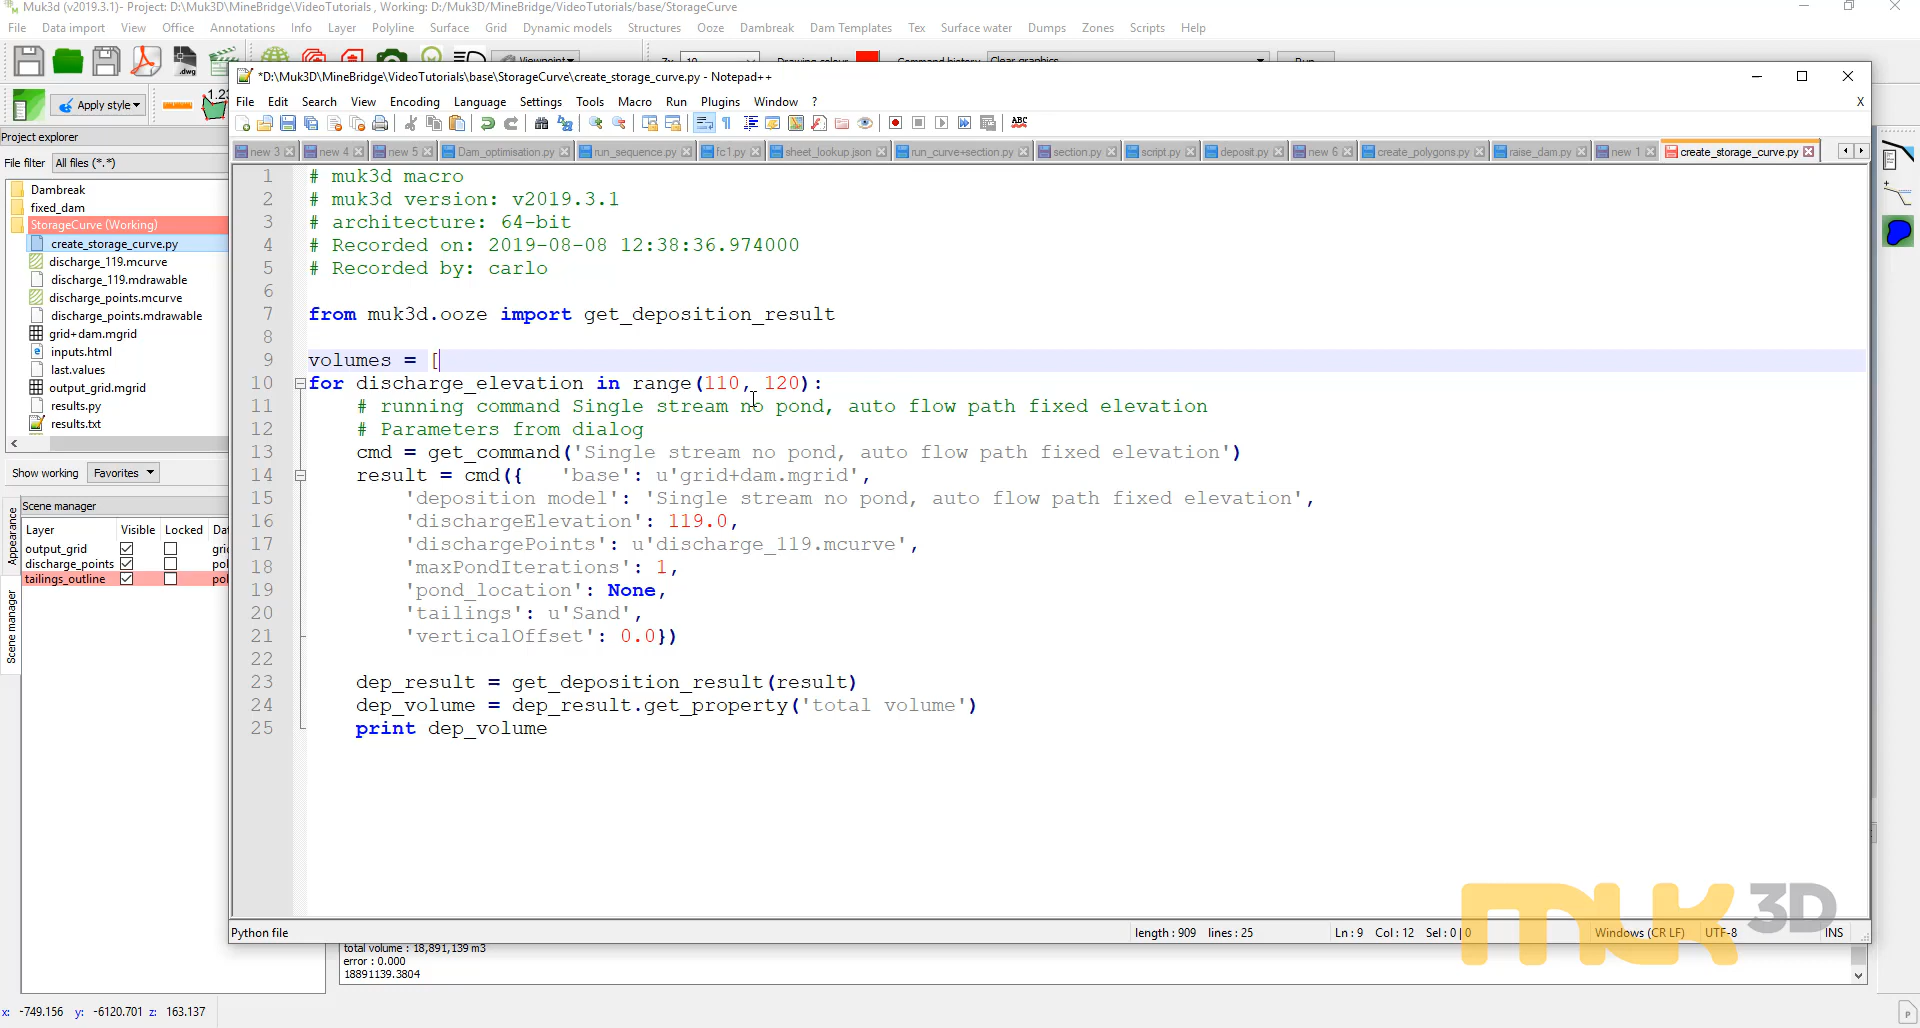 Muk3d (v2019.3.1)- Project: D:\Muk3D\MineBridge\VideoTutorials , Working: D:/Muk3D/MineBridge/VideoTutorials/base/StorageCurve
File Data import View Office Annotations Info Layer Polyline Surface Grid Dynamic models Structures Ooze Dambreak Dam Templates Tex Surface water Dumps Zones Scripts Help
Apply style
Project explorer
File filter All files (*.*)
Dambreak
fixed_dam
StorageCurve (Working)
create_storage_curve.py
discharge_119.mcurve
discharge_119.mdrawable
discharge_points.mcurve
discharge_points.mdrawable
grid+dam.mgrid
inputs.html
last.values
output_grid.mgrid
results.py
results.txt
Show working Favorites
Scene manager
Appearance
Scene manager
Layer Visible Locked
output_grid
discharge_points
tailings_outline
*D:\Muk3D\MineBridge\VideoTutorials\base\StorageCurve\create_storage_curve.py - Notepad++
File Edit Search View Encoding Language Settings Tools Macro Run Plugins Window ? X
new 3 new 4 new 5 Dam_optimisation.py run_sequence.py fc1.py sheet_lookup.json run_curve+section.py section.py script.py deposit.py new 6 create_polygons.py raise_dam.py new 1 create_storage_curve.py
1 # muk3d macro
2 # muk3d version: v2019.3.1
3 # architecture: 64-bit
4 # Recorded on: 2019-08-08 12:38:36.974000
5 # Recorded by: carlo
6
7 from muk3d.ooze import get_deposition_result
8
9 volumes = [
10 for discharge_elevation in range(110, 120):
11 # running command Single stream no pond, auto flow path fixed elevation
12 # Parameters from dialog
13 cmd = get_command('Single stream no pond, auto flow path fixed elevation')
14 result = cmd({ 'base': u'grid+dam.mgrid',
15 'deposition model': 'Single stream no pond, auto flow path fixed elevation',
16 'dischargeElevation': 119.0,
17 'dischargePoints': u'discharge_119.mcurve',
18 'maxPondIterations': 1,
19 'pond_location': None,
20 'tailings': u'Sand',
21 'verticalOffset': 0.0})
22
23 dep_result = get_deposition_result(result)
24 dep_volume = dep_result.get_property('total volume')
25 print dep_volume
Python file length : 909 lines : 25 Ln : 9 Col : 12 Sel : 0 | 0 Windows (CR LF) UTF-8 INS
MUK 3D
total volume : 18,891,139 m3
error : 0.000
18891139.3804
x: -749.156 y: -6120.701 z: 163.137